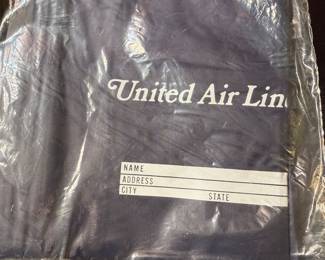 United Air Lin
NAME
ADDRESS
CITY STATE